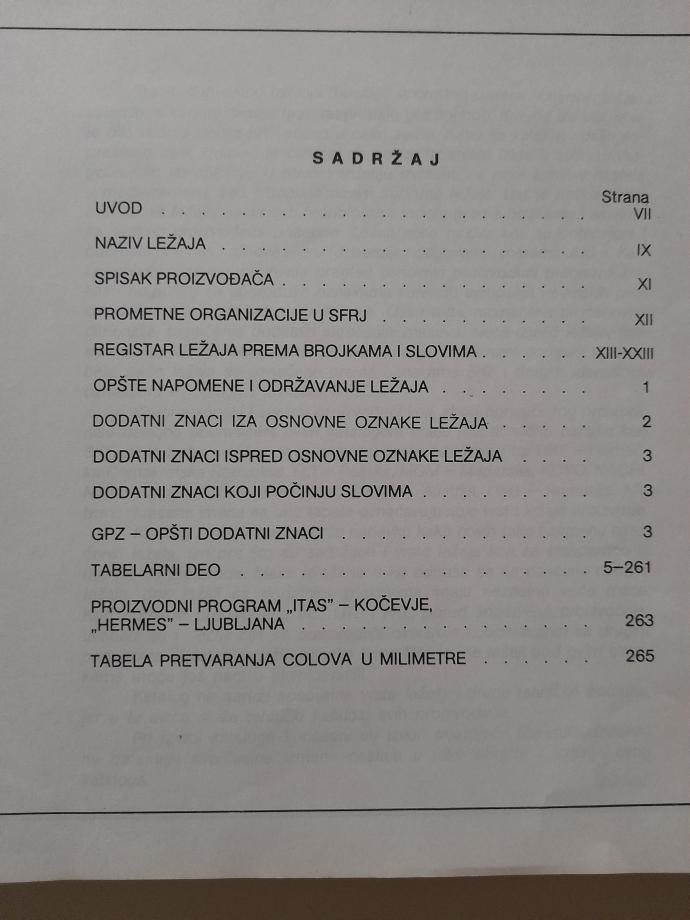 SADRŽAJ
Strana
UVOD . . . . . . . . . . . . . . . . . . . . . . VII
NAZIV LEŽAJA . . . . . . . . . . . . . . . . . . . IX
SPISAK PROIZVOĐAČA . . . . . . . . . . . . . . . . XI
PROMETNE ORGANIZACIJE U SFRJ . . . . . . . . . . . XII
REGISTAR LEŽAJA PREMA BROJKAMA I SLOVIMA . . . . . . XIII-XXIII
OPŠTE NAPOMENE I ODRŽAVANJE LEŽAJA . . . . . . . . 1
DODATNI ZNACI IZA OSNOVNE OZNAKE LEŽAJA . . . . . 2
DODATNI ZNACI ISPRED OSNOVNE OZNAKE LEŽAJA . . . . 3
DODATNI ZNACI KOJI POČINJU SLOVIMA . . . . . . . . . 3
GPZ – OPŠTI DODATNI ZNACI . . . . . . . . . . . . . 3
TABELARNI DEO . . . . . . . . . . . . . . . . . . 5–261
PROIZVODNI PROGRAM „ITAS” – KOČEVJE,
„HERMES” – LJUBLJANA . . . . . . . . . . . . . . . 263
TABELA PRETVARANJA COLOVA U MILIMETRE . . . . . . 265